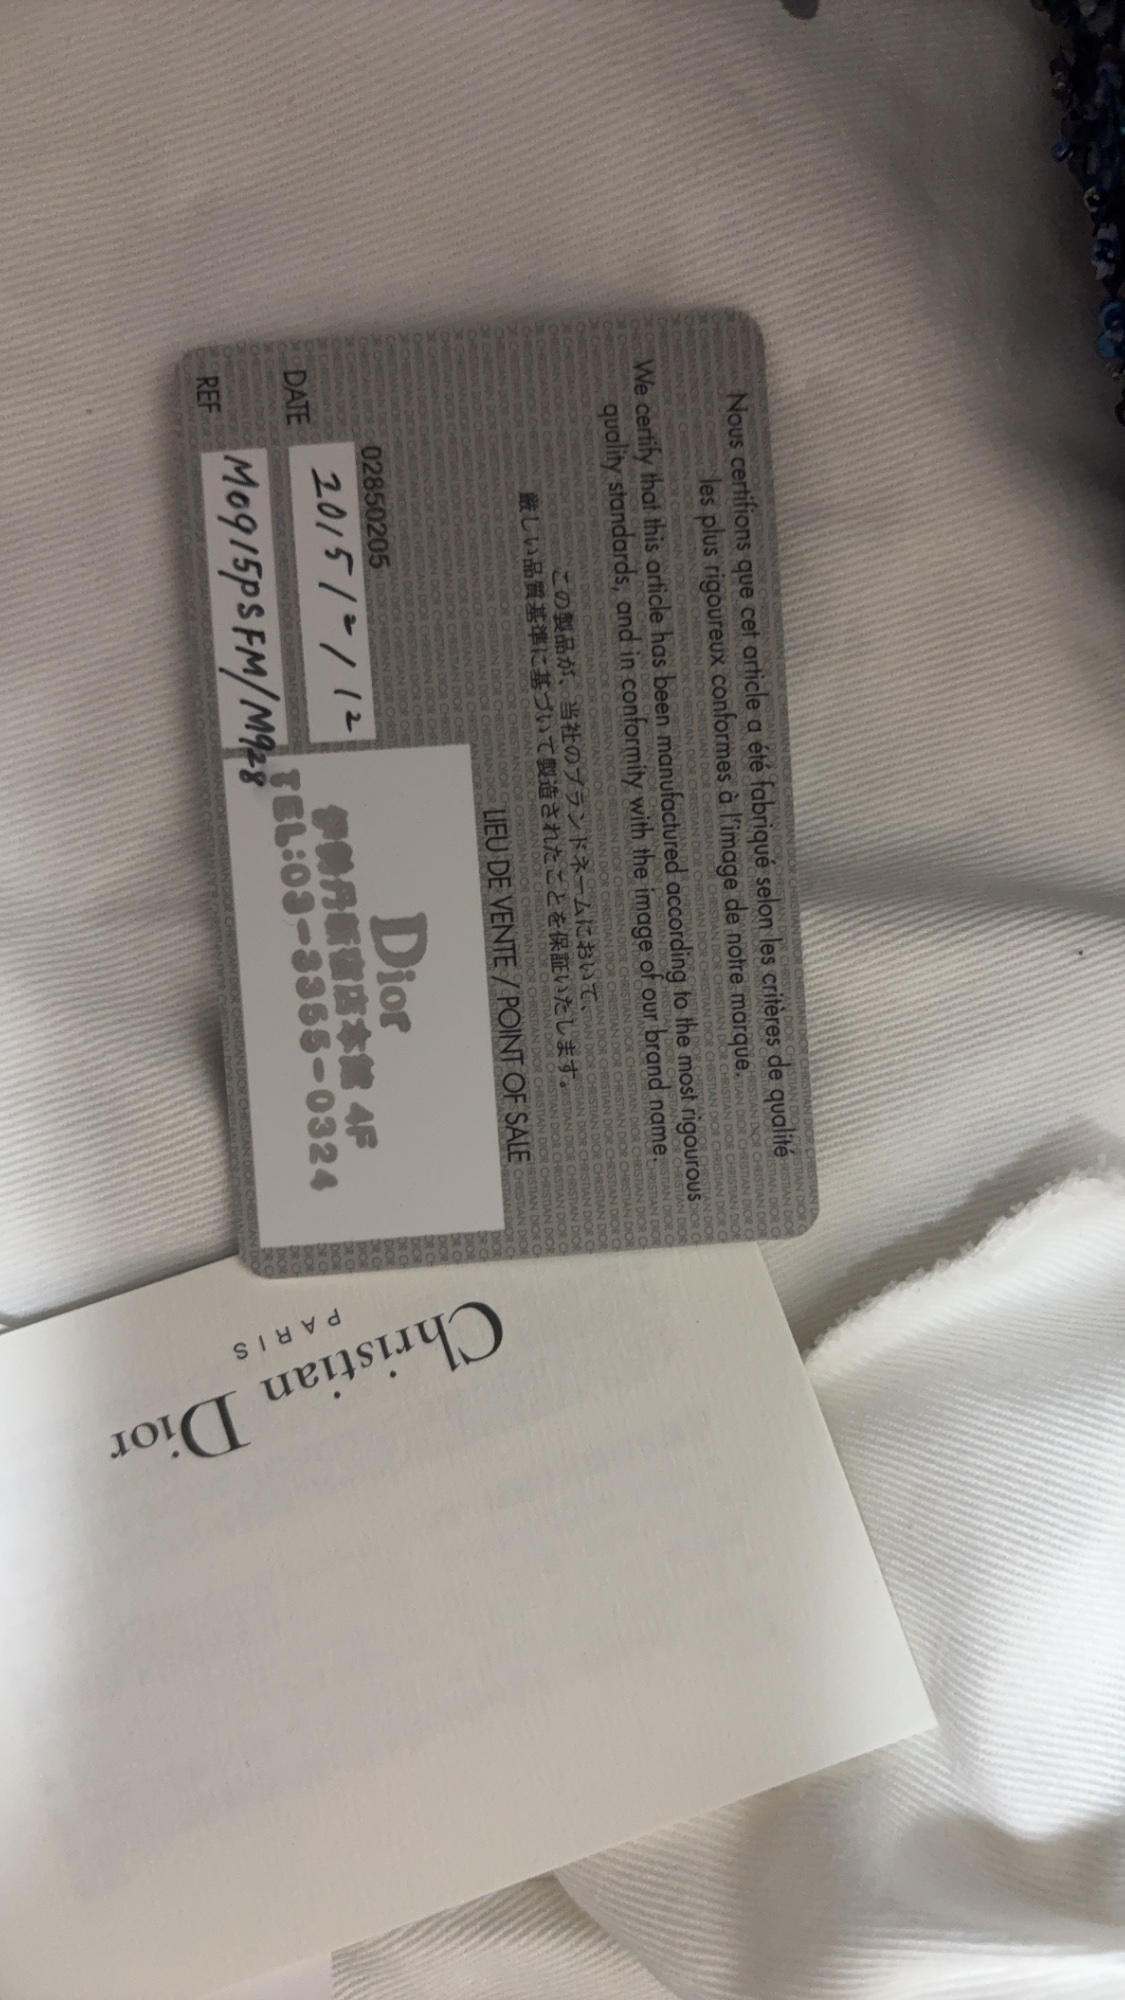 Nous certifions que cet article a été fabriqué selon les critères de qualité
les plus rigoureux conformes à l'image de notre marque.
We certify that this article has been manufactured according to the most rigourous
quality standards, and in conformity with the image of our brand name.
この製品が、当社のブランドネームにおいて、
厳しい品質基準に基づいて製造されたことを保証いたします。
LIEU DE VENTE / POINT OF SALE
02850205
DATE 2015/2/12
REF M0915PSFM/M928
Dior
伊勢丹新宿店本館 4F
TEL:03-3355-0324
Christian Dior
PARIS